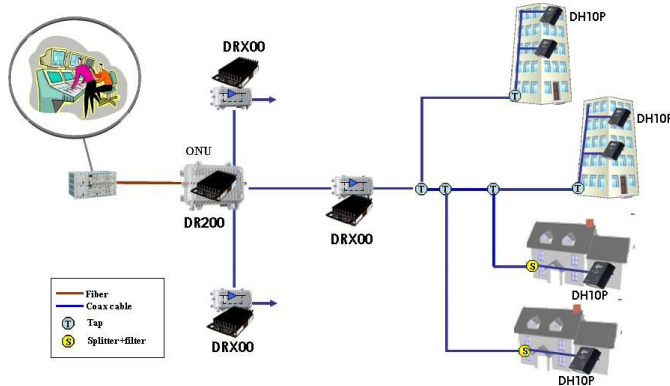 DH10P
DRX00
DH10P
ONU
T
T
T
T
T
DR200
DRX00
S
DH10P
Fiber
Coax cable
T Tap
S Splitter+filter
DRX00
S
DH10P